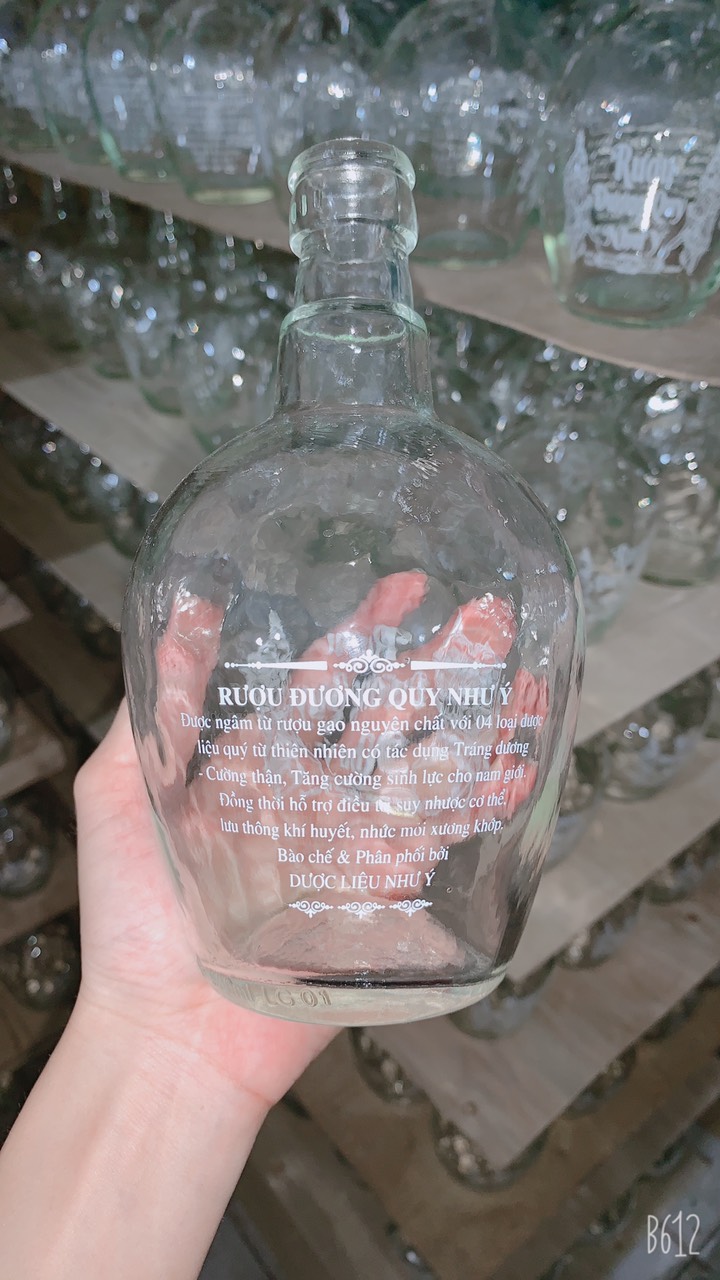 Rượu
RƯỢU ĐƯƠNG QUY NHƯ Ý
Được ngâm từ rượu gạo nguyên chất với 04 loại dược
liệu quý từ thiên nhiên có tác dụng Tráng dương
- Cường thận, Tăng cường sinh lực cho nam giới.
Đồng thời hỗ trợ điều trị suy nhược cơ thể,
lưu thông khí huyết, nhức mỏi xương khớp.
Bào chế & Phân phối bởi
DƯỢC LIỆU NHƯ Ý
LG 01
B612